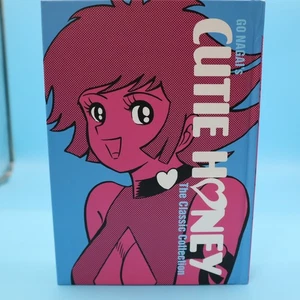 GO NAGAI'S
CUTIE HONEY
The Classic Collection